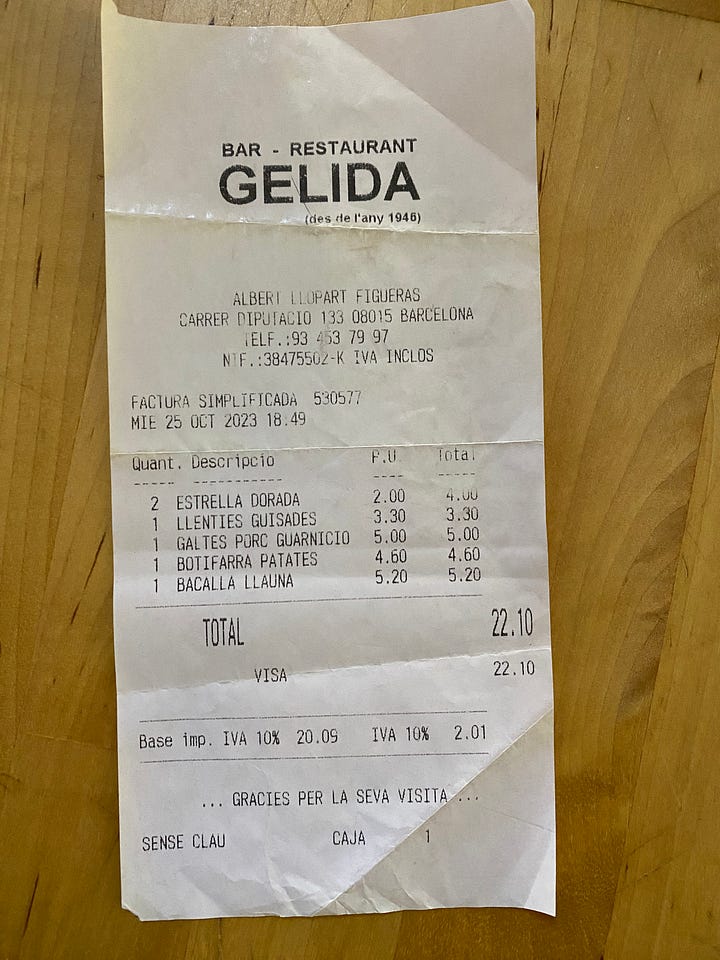 BAR - RESTAURANT
GELIDA
(des de l'any 1946)
ALBERT LLOPART FIGUERAS
CARRER DIPUTACIO 133 08015 BARCELONA
TELF.:93 453 79 97
NIF.:38475502-K IVA INCLOS
FACTURA SIMPLIFICADA 530577
MIE 25 OCT 2023 18:49
Quant. Descripcio P.U. Total
----- ----------- ---- -----
2 ESTRELLA DORADA 2.00 4.00
1 LLENTIES GUISADES 3.30 3.30
1 GALTES PORC GUARNICIO 5.00 5.00
1 BOTIFARRA PATATES 4.60 4.60
1 BACALLA LLAUNA 5.20 5.20
TOTAL 22.10
VISA 22.10
Base imp. IVA 10% 20.09 IVA 10% 2.01
... GRACIES PER LA SEVA VISITA ...
SENSE CLAU CAJA 1